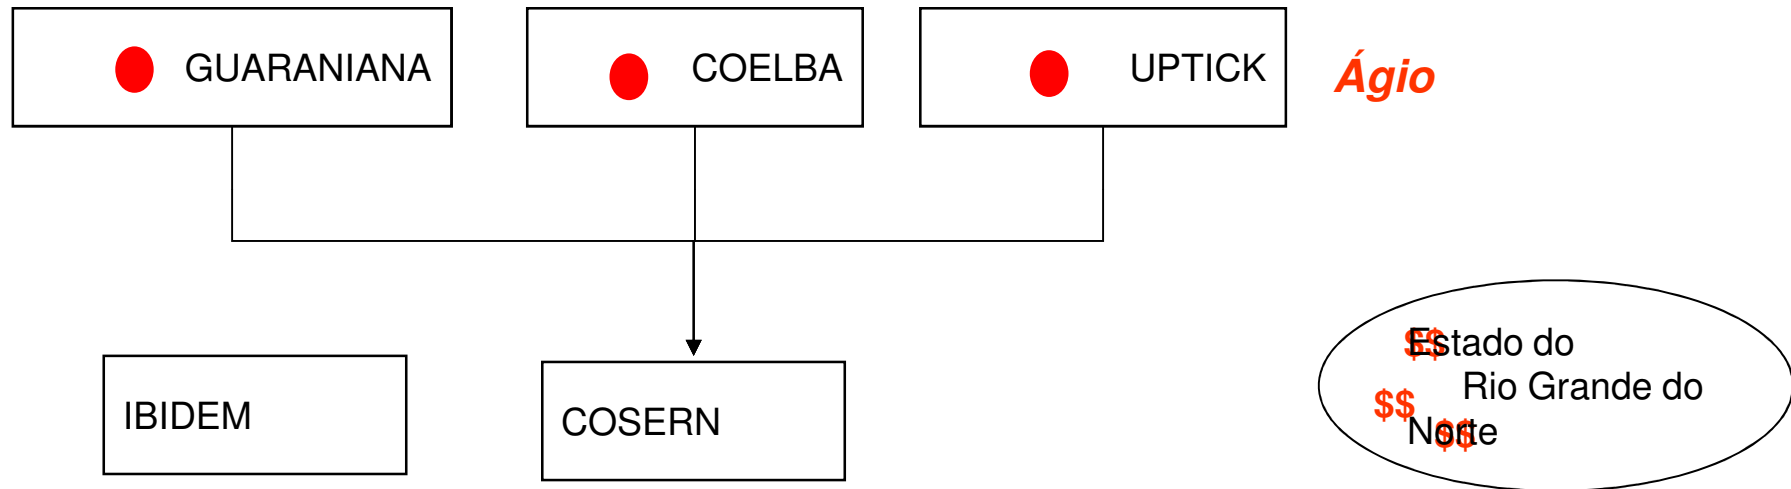 GUARANIANA
COELBA
UPTICK
Ágio
$$
Estado do
Rio Grande do
$$
Norte
$$
IBIDEM
COSERN